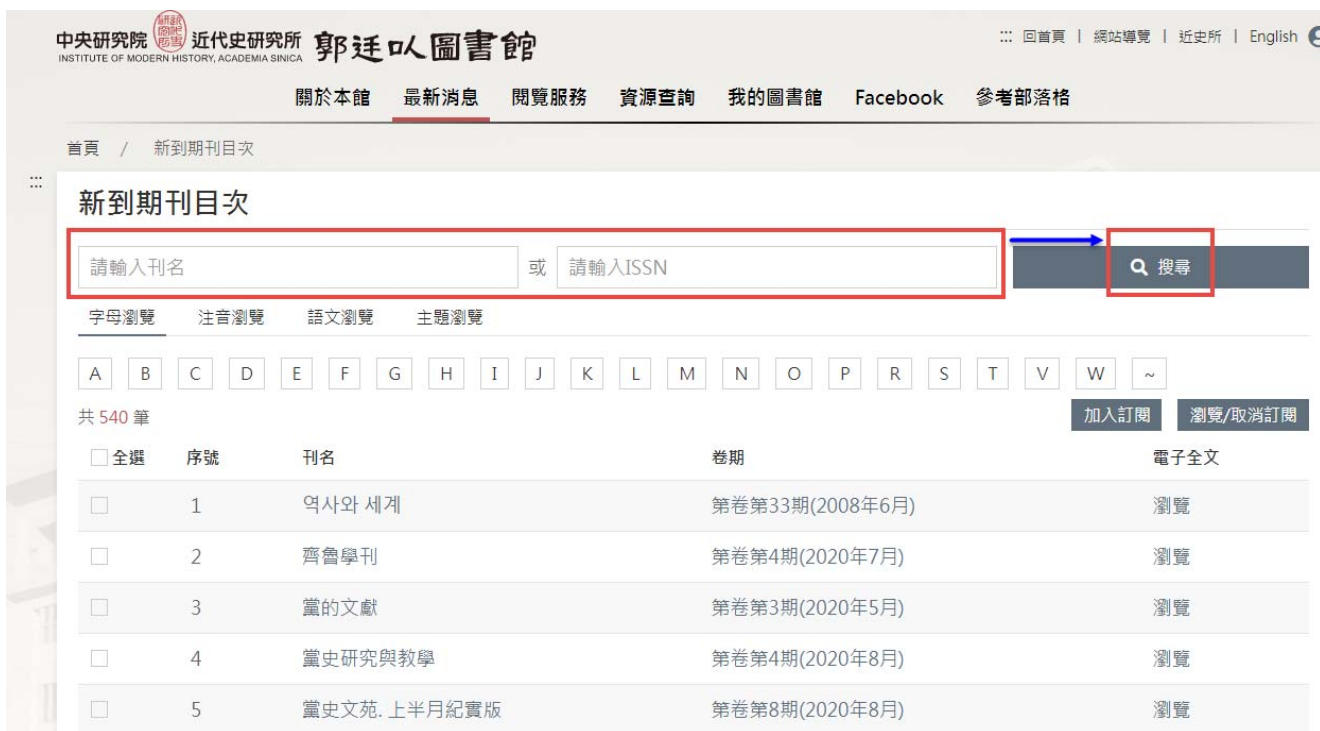 中央研究院 近代史研究所 郭廷以圖書館
INSTITUTE OF MODERN HISTORY, ACADEMIA SINICA
::: 回首頁 | 網站導覽 | 近史所 | English
關於本館 最新消息 閱覽服務 資源查詢 我的圖書館 Facebook 參考部落格
首頁 / 新到期刊目次
:::
新到期刊目次
請輸入刊名 或 請輸入ISSN 搜尋
字母瀏覽 注音瀏覽 語文瀏覽 主題瀏覽
A B C D E F G H I J K L M N O P R S T V W ~
共 540 筆 加入訂閱 瀏覽/取消訂閱
全選 序號 刊名 卷期 電子全文
1 역사와 세계 第卷第33期(2008年6月) 瀏覽
2 齊魯學刊 第卷第4期(2020年7月) 瀏覽
3 黨的文獻 第卷第3期(2020年5月) 瀏覽
4 黨史研究與教學 第卷第4期(2020年8月) 瀏覽
5 黨史文苑. 上半月紀實版 第卷第8期(2020年8月) 瀏覽